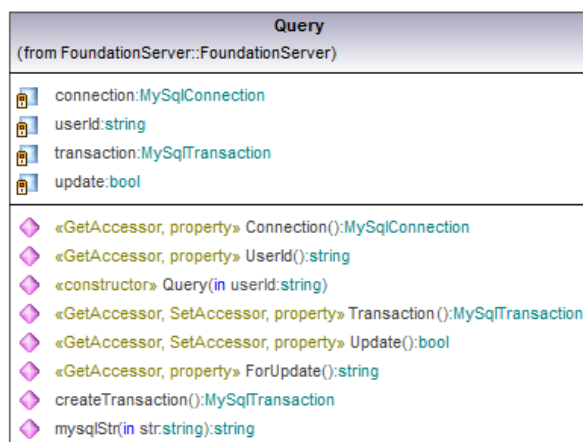 Query
(from FoundationServer::FoundationServer)
connection:MySqlConnection
userId:string
transaction:MySqlTransaction
update:bool
«GetAccessor, property» Connection():MySqlConnection
«GetAccessor, property» UserId():string
«constructor» Query(in userId:string)
«GetAccessor, SetAccessor, property» Transaction():MySqlTransaction
«GetAccessor, SetAccessor, property» Update():bool
«GetAccessor, property» ForUpdate():string
createTransaction():MySqlTransaction
mysqlStr(in str:string):string